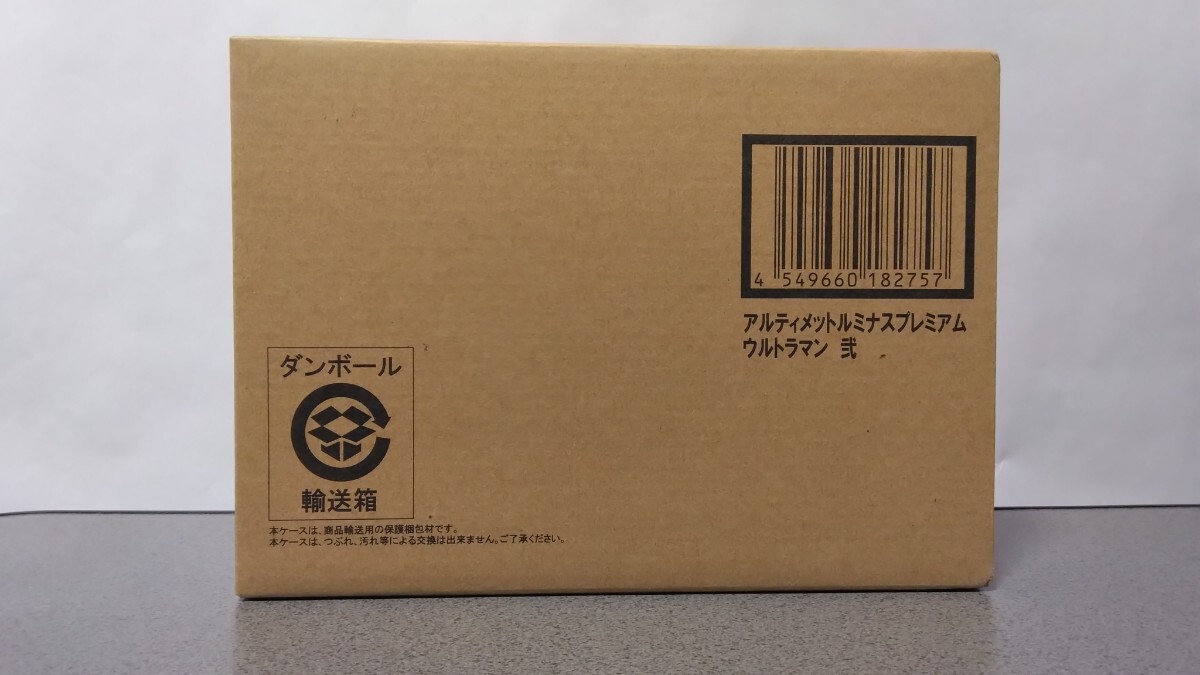 4 549660 182757
アルティメットルミナスプレミアム
ウルトラマン 弐
ダンボール
輸送箱
本ケースは、商品輸送用の保護梱包材です。
本ケースは、つぶれ、汚れ等による交換は出来ません。ご了承ください。